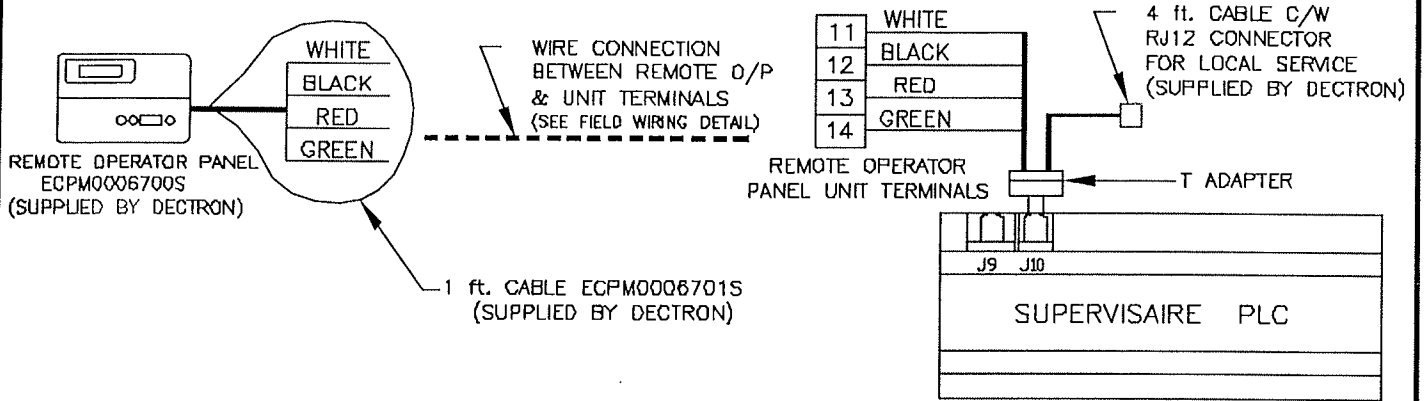 WHITE
BLACK
RED
GREEN
REMOTE OPERATOR PANEL
ECPM0006700S
(SUPPLIED BY DECTRON)
1 ft. CABLE ECPM0006701S
(SUPPLIED BY DECTRON)
WIRE CONNECTION
BETWEEN REMOTE O/P
& UNIT TERMINALS
(SEE FIELD WIRING DETAIL)
11 WHITE
12 BLACK
13 RED
14 GREEN
REMOTE OPERATOR
PANEL UNIT TERMINALS
4 ft. CABLE C/W
RJ12 CONNECTOR
FOR LOCAL SERVICE
(SUPPLIED BY DECTRON)
T ADAPTER
J9 J10
SUPERVISAIRE PLC